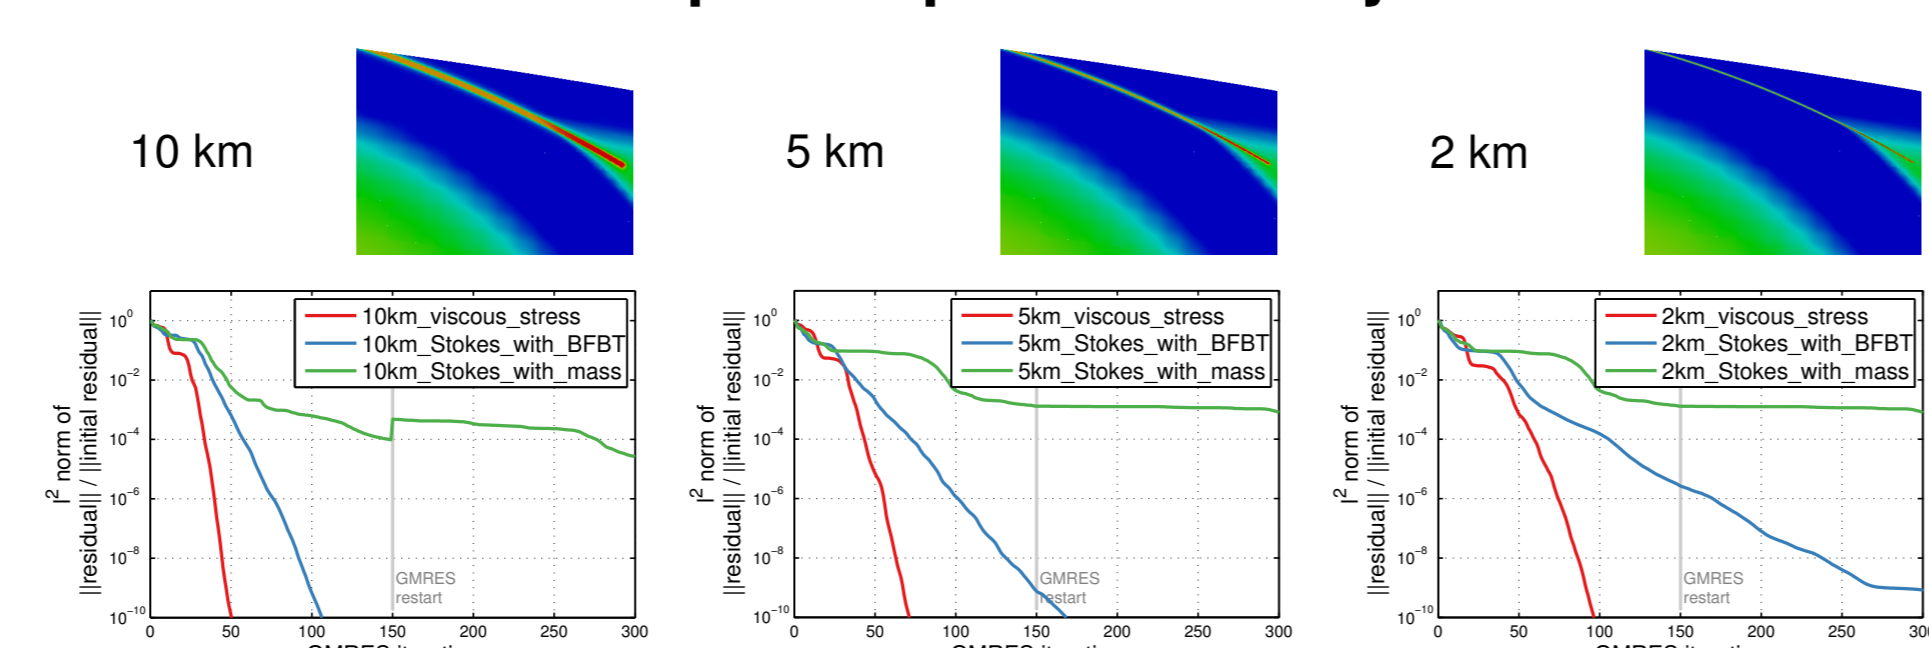 10 km
5 km
2 km
10km_viscous_stress
10km_Stokes_with_BFBT
10km_Stokes_with_mass
l² norm of
||residual|| / ||initial residual||
10⁰
10⁻²
10⁻⁴
10⁻⁶
10⁻⁸
10⁻¹⁰
GMRES
restart
0 50 100 150 200 250 300
5km_viscous_stress
5km_Stokes_with_BFBT
5km_Stokes_with_mass
l² norm of
||residual|| / ||initial residual||
10⁰
10⁻²
10⁻⁴
10⁻⁶
10⁻⁸
10⁻¹⁰
GMRES
restart
0 50 100 150 200 250 300
2km_viscous_stress
2km_Stokes_with_BFBT
2km_Stokes_with_mass
l² norm of
||residual|| / ||initial residual||
10⁰
10⁻²
10⁻⁴
10⁻⁶
10⁻⁸
10⁻¹⁰
GMRES
restart
0 50 100 150 200 250 300